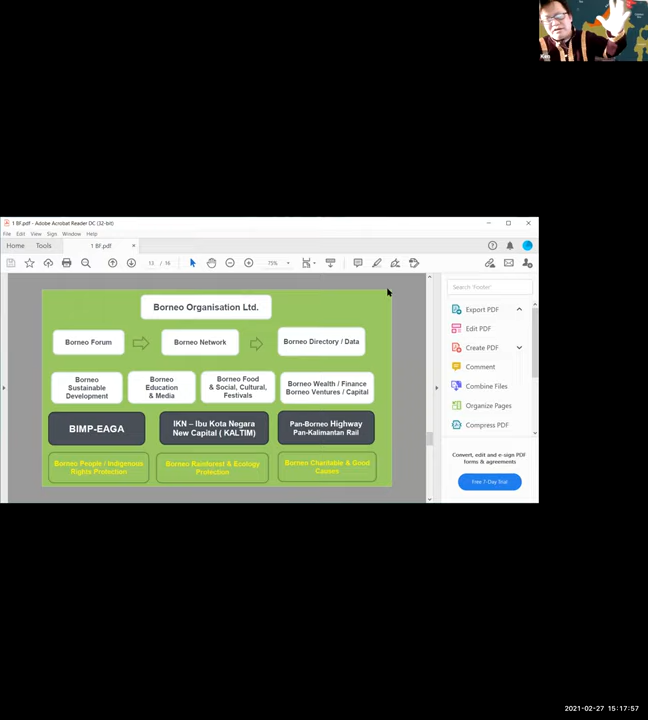 Ken
1 BF.pdf - Adobe Acrobat Reader DC (32-bit)
File Edit View Sign Window Help
Home Tools 1 BF.pdf ×
13 / 16 75%
Search 'Footer'
Export PDF
Edit PDF
Create PDF
Comment
Combine Files
Organize Pages
Compress PDF
Convert, edit and e-sign PDF
forms & agreements
Free 7-Day Trial
Borneo Organisation Ltd.
Borneo Forum
Borneo Network
Borneo Directory / Data
Borneo
Sustainable
Development
Borneo
Education
& Media
Borneo Food
& Social, Cultural,
Festivals
Borneo Wealth / Finance
Borneo Ventures / Capital
BIMP-EAGA
IKN – Ibu Kota Negara
New Capital ( KALTIM)
Pan-Borneo Highway
Pan-Kalimantan Rail
Borneo People / Indigenous
Rights Protection
Borneo Rainforest & Ecology
Protection
Borneo Charitable & Good
Causes
2021-02-27 15:17:57